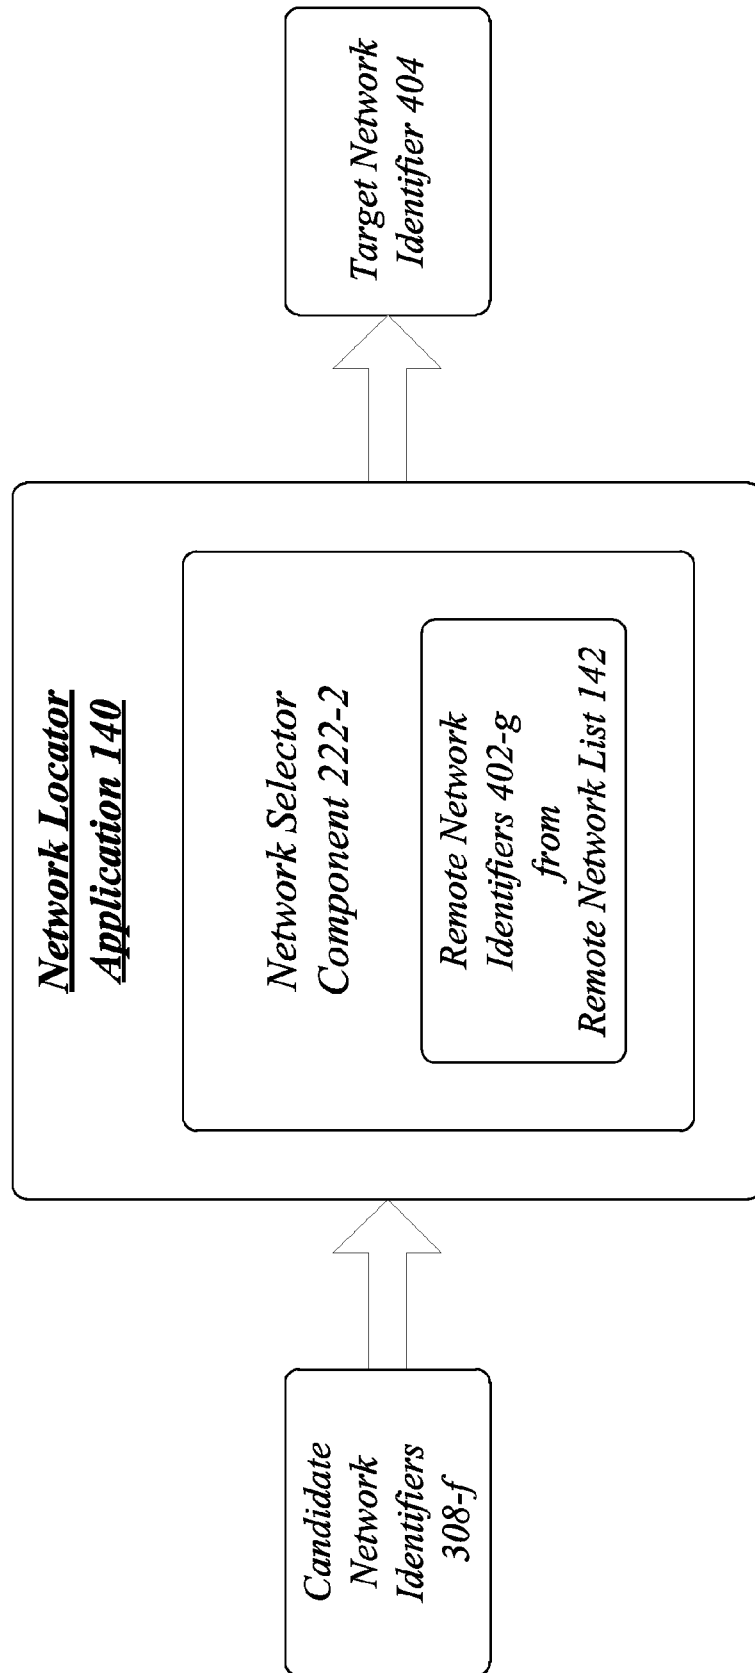 Candidate
Network
Identifiers
308-f
Network Locator
Application 140
Network Selector
Component 222-2
Remote Network
Identifiers 402-g
from
Remote Network List 142
Target Network
Identifier 404